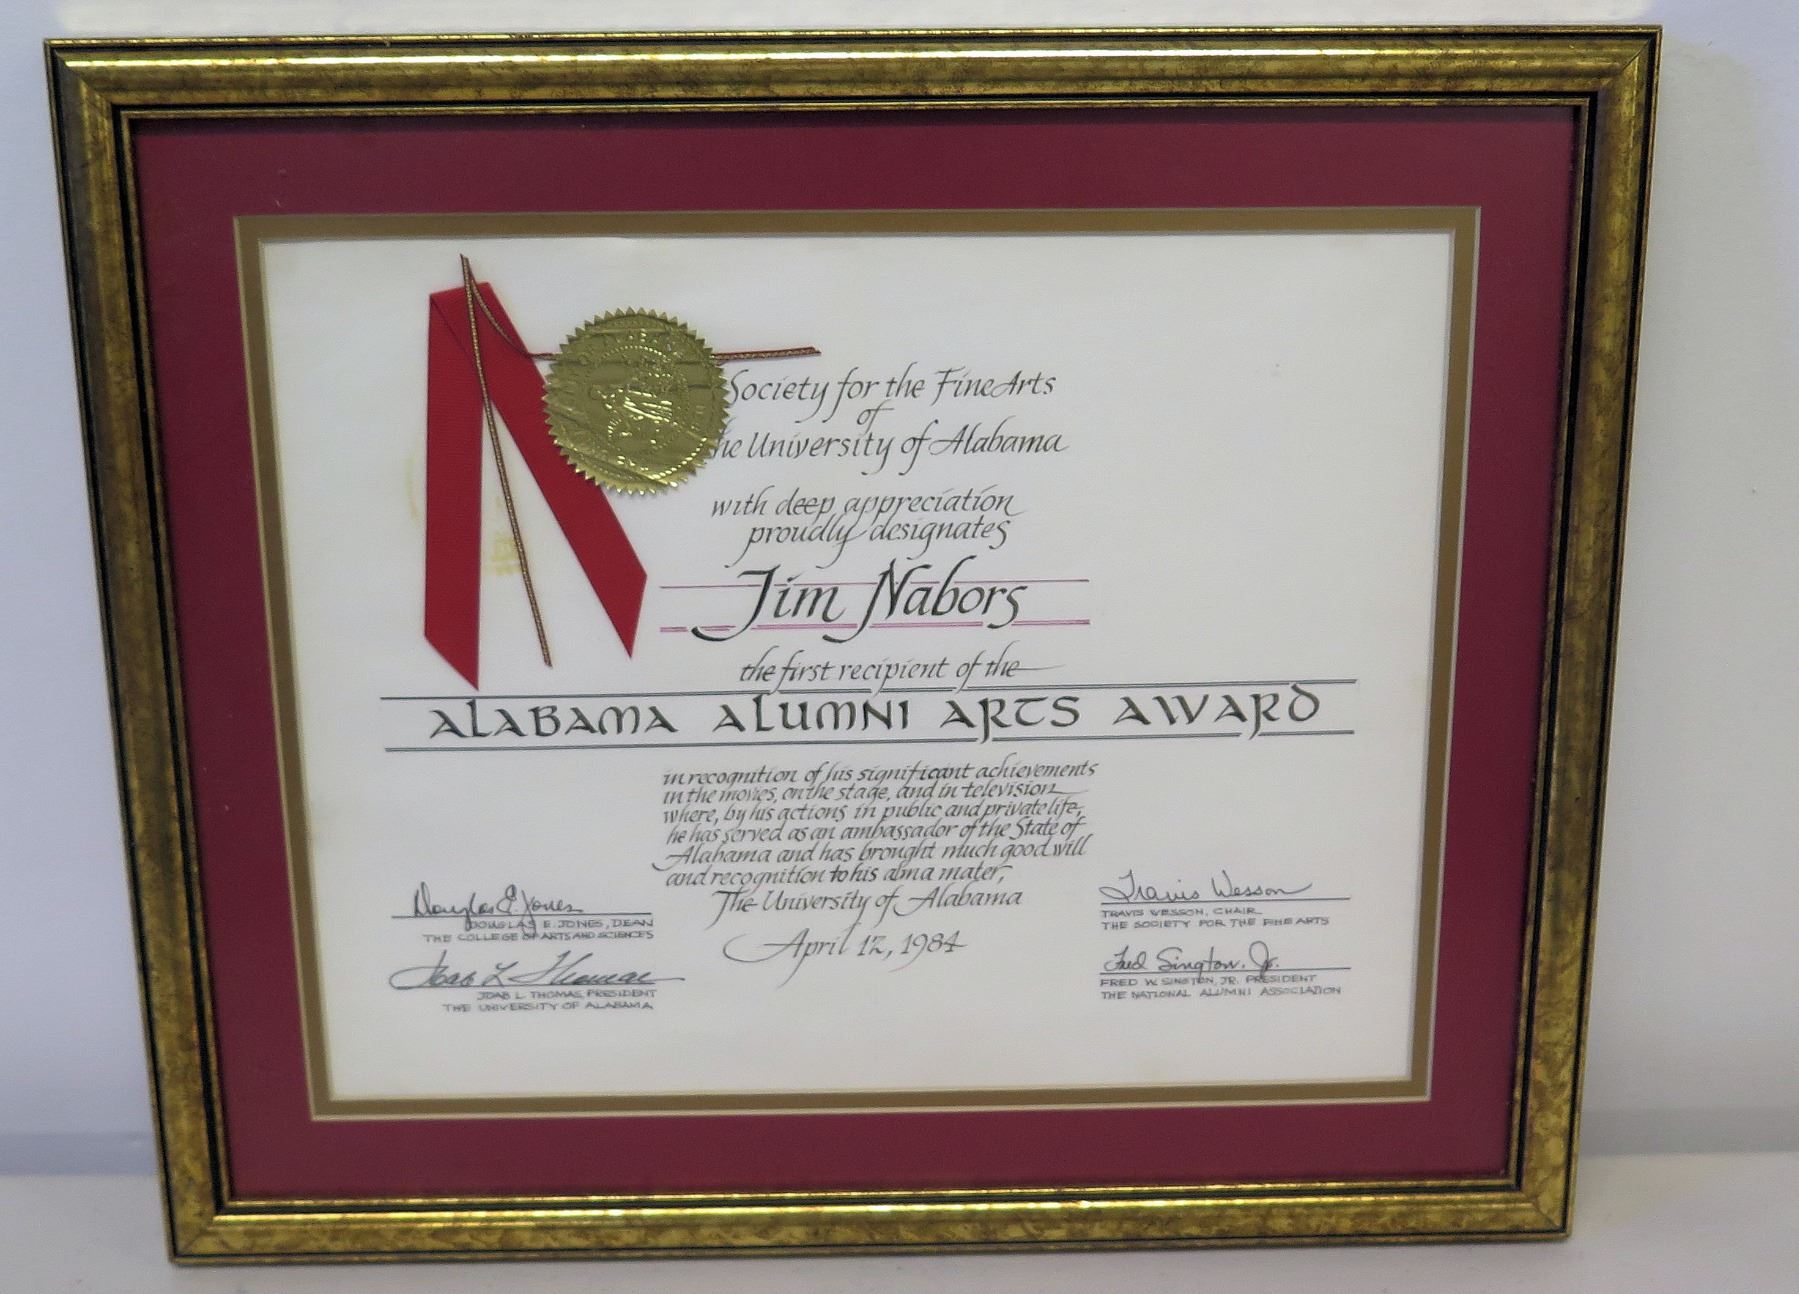 Society for the Fine Arts
of
he University of Alabama
with deep appreciation
proudly designates
Jim Nabors
the first recipient of the
ALABAMA ALUMNI ARTS AWARD
in recognition of his significant achievements
in the movies, on the stage, and in television
where, by his actions in public and private life,
he has served as an ambassador of the State of
Alabama and has brought much good will
and recognition to his alma mater,
The University of Alabama
April 12, 1984
Douglas E. Jones
DOUGLAS E. JONES, DEAN
THE COLLEGE OF ARTS AND SCIENCES
Joab L. Thomas
JOAB L. THOMAS, PRESIDENT
THE UNIVERSITY OF ALABAMA
Travis Wesson
TRAVIS WESSON, CHAIR
THE SOCIETY FOR THE FINE ARTS
Fred Sington, Jr.
FRED W. SINGTON, JR. PRESIDENT
THE NATIONAL ALUMNI ASSOCIATION